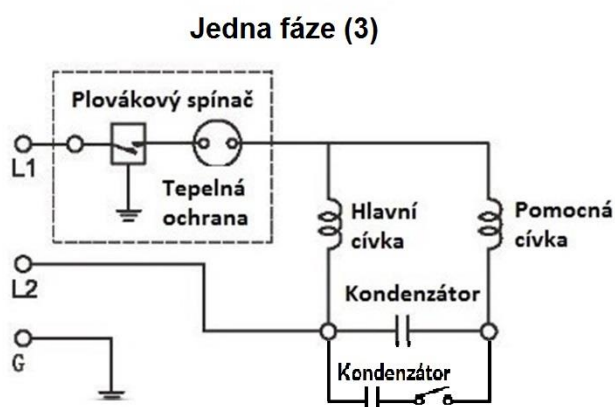 Jedna fáze (3)
Plovákový spínač
L1
Tepelná
ochrana
Hlavní
cívka
Pomocná
cívka
L2
Kondenzátor
G
Kondenzátor